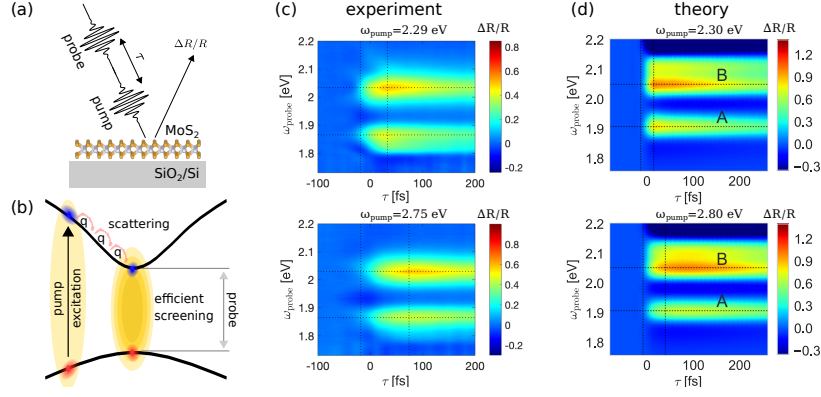 (a)
probe
τ
ΔR/R
pump
MoS2
SiO2/Si
(b)
q
q
q
scattering
pump
excitation
efficient
screening
probe
(c) experiment
ωpump=2.29 eV ΔR/R
2.2
2.1
2.0
1.9
1.8
ωprobe [eV]
-100 0 100 200
τ [fs]
0.8
0.6
0.4
0.2
0
-0.2
ωpump=2.75 eV ΔR/R
2.2
2.1
2.0
1.9
1.8
ωprobe [eV]
-100 0 100 200
τ [fs]
0.8
0.6
0.4
0.2
0
-0.2
(d) theory
ωpump=2.30 eV ΔR/R
2.2
2.1
2.0
1.9
1.8
ωprobe [eV]
B
A
0 100 200
τ [fs]
1.2
0.9
0.6
0.3
0.0
−0.3
ωpump=2.80 eV ΔR/R
2.2
2.1
2.0
1.9
1.8
ωprobe [eV]
B
A
0 100 200
τ [fs]
1.2
0.9
0.6
0.3
0.0
−0.3